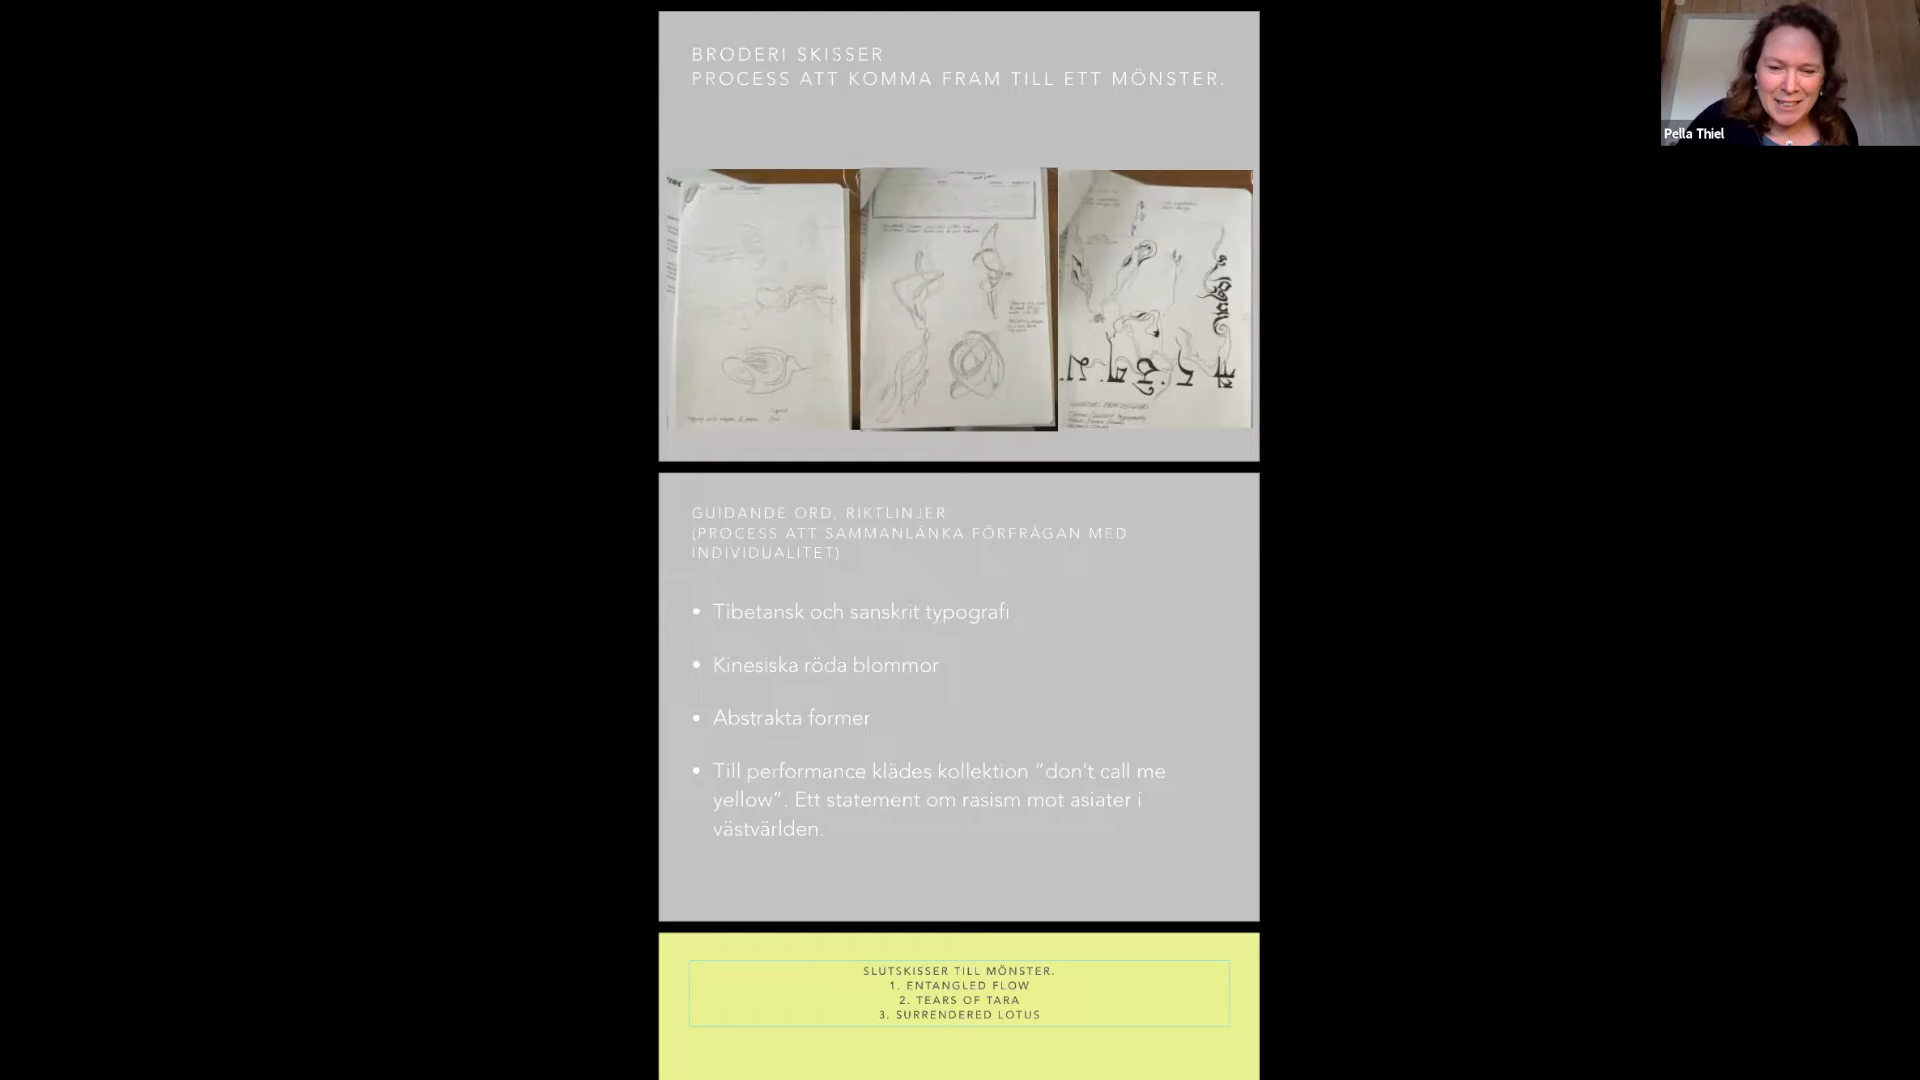 BRODERI SKISSER
PROCESS ATT KOMMA FRAM TILL ETT MÖNSTER.
Pella Thiel
GUIDANDE ORD, RIKTLINJER
(PROCESS ATT SAMMANLÄNKA FÖRFRÅGAN MED
INDIVIDUALITET)
• Tibetansk och sanskrit typografi
• Kinesiska röda blommor
• Abstrakta former
• Till performance klädes kollektion “don’t call me
yellow”. Ett statement om rasism mot asiater i
västvärlden.
SLUTSKISSER TILL MÖNSTER.
1. ENTANGLED FLOW
2. TEARS OF TARA
3. SURRENDERED LOTUS